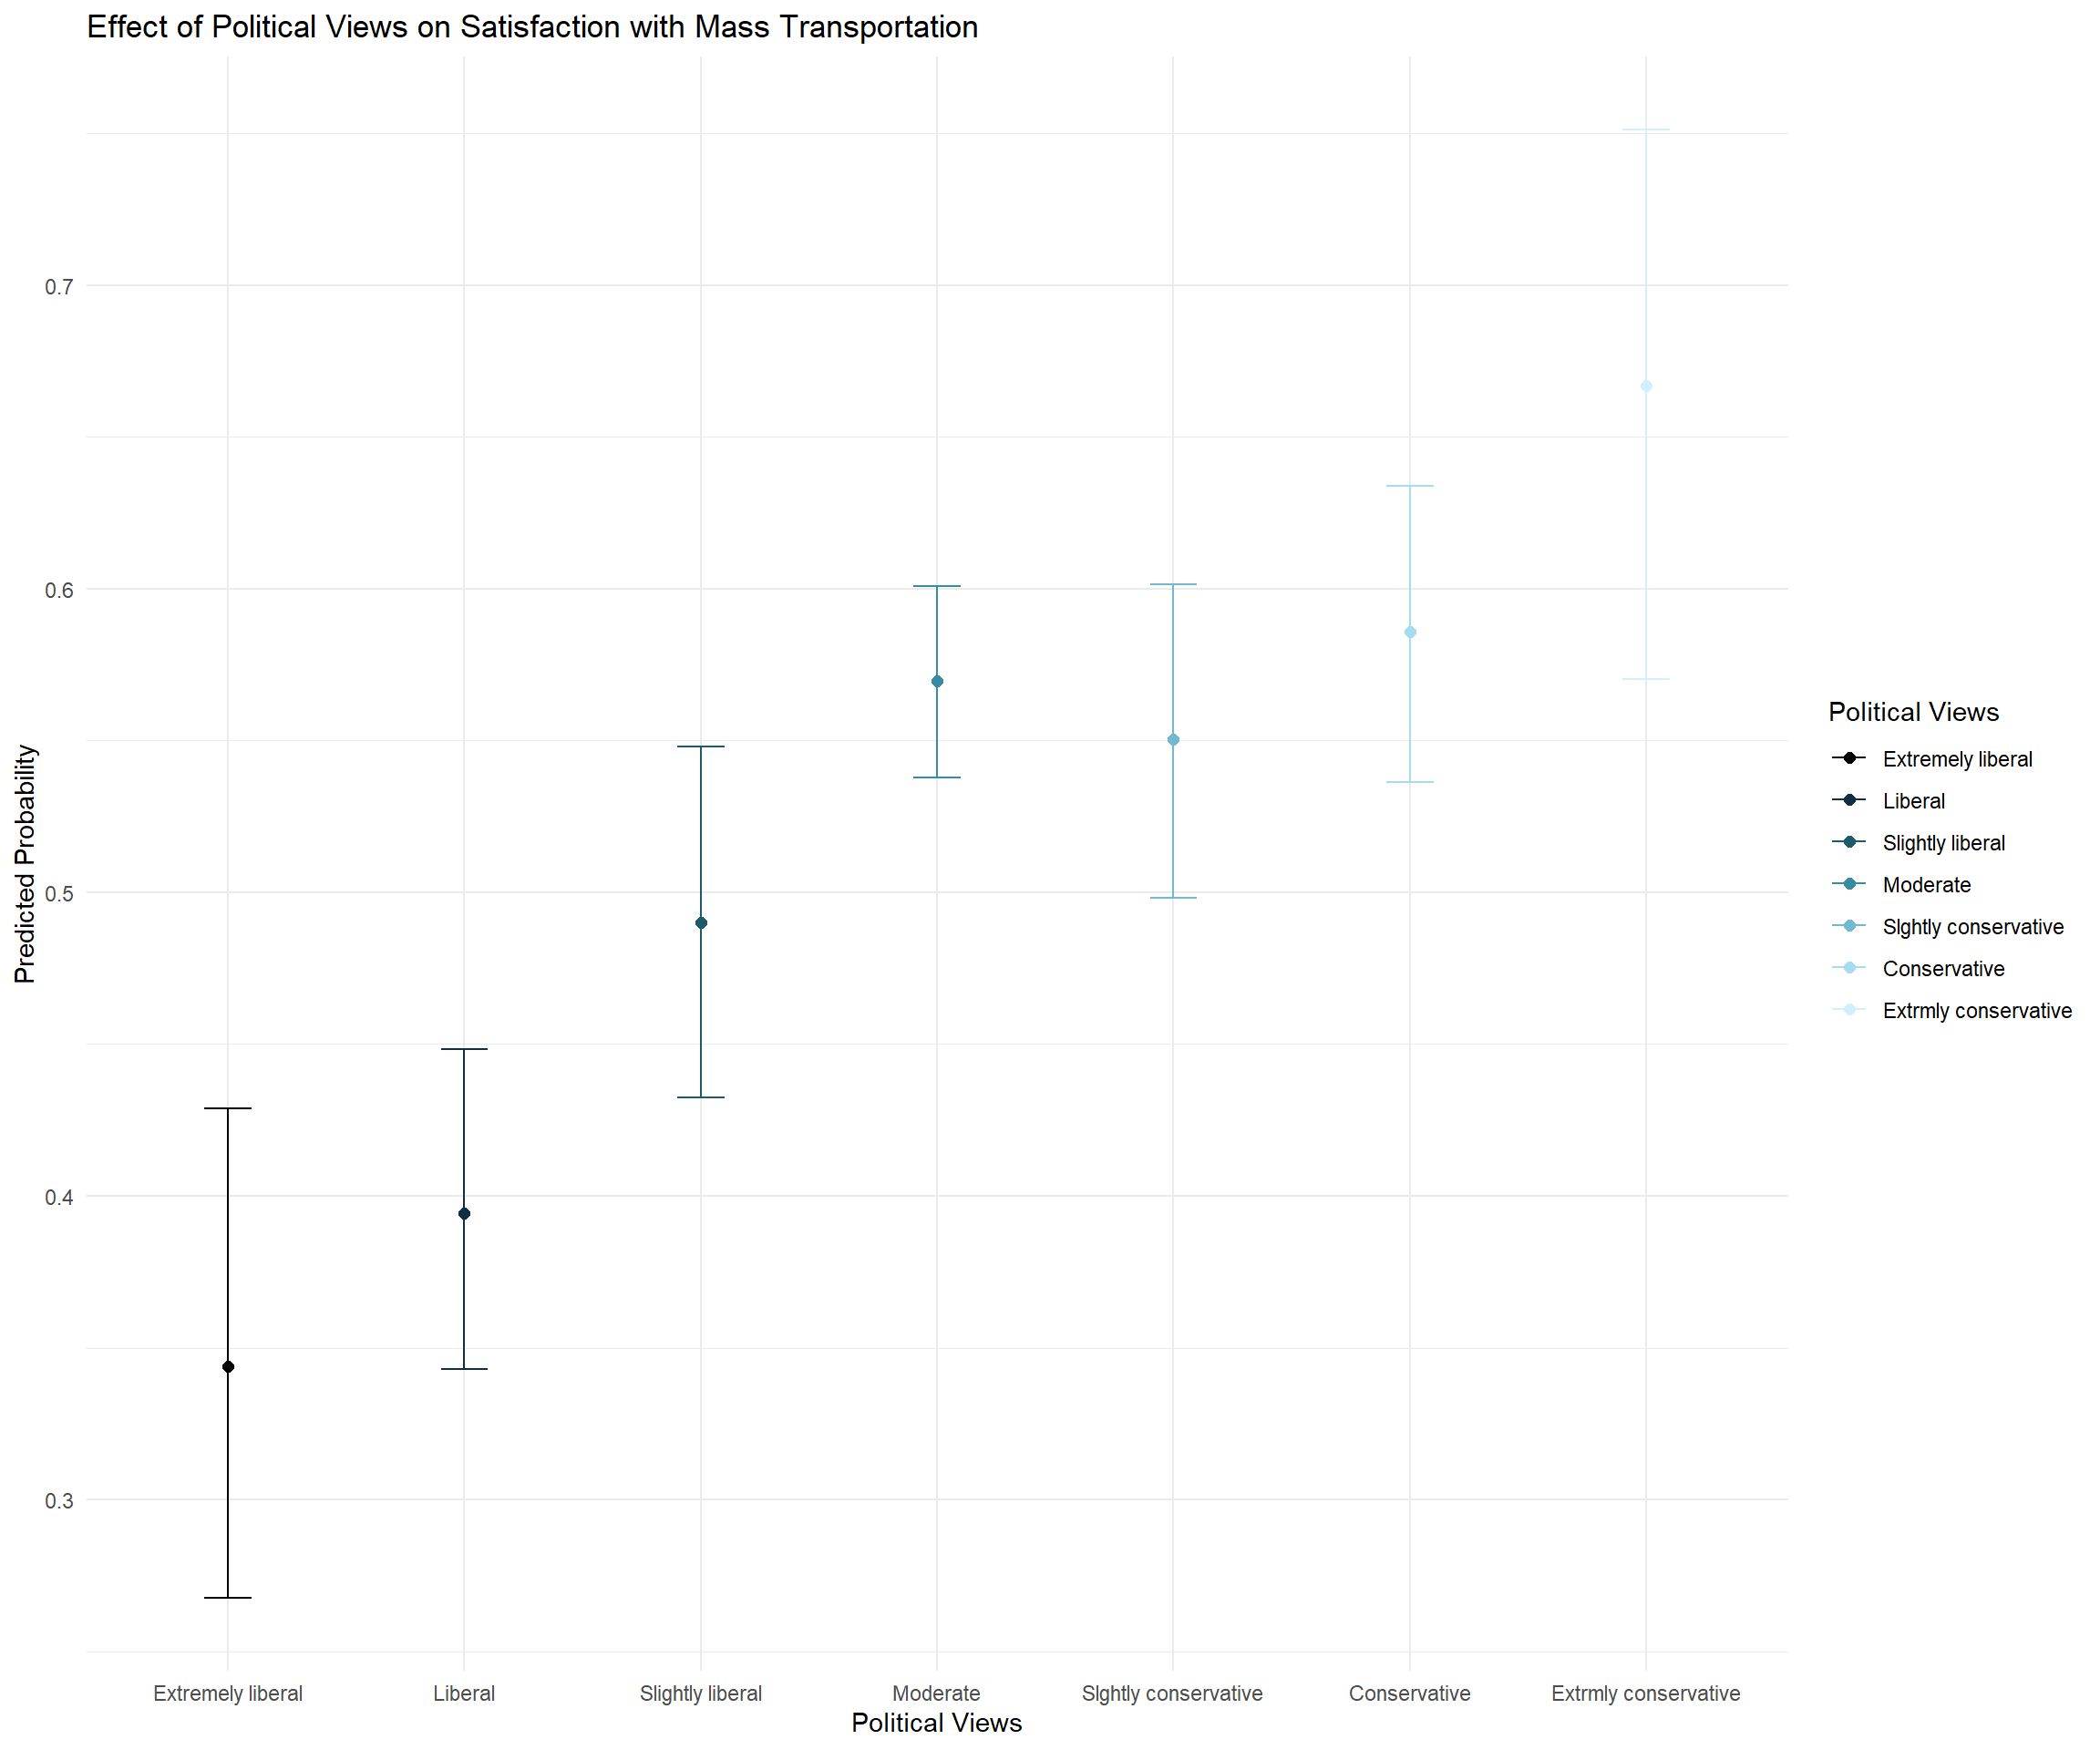 Effect of Political Views on Satisfaction with Mass Transportation
Predicted Probability
0.7
0.6
0.5
0.4
0.3
Extremely liberal
Liberal
Slightly liberal
Moderate
Slghtly conservative
Conservative
Extrmly conservative
Political Views
Political Views
Extremely liberal
Liberal
Slightly liberal
Moderate
Slghtly conservative
Conservative
Extrmly conservative